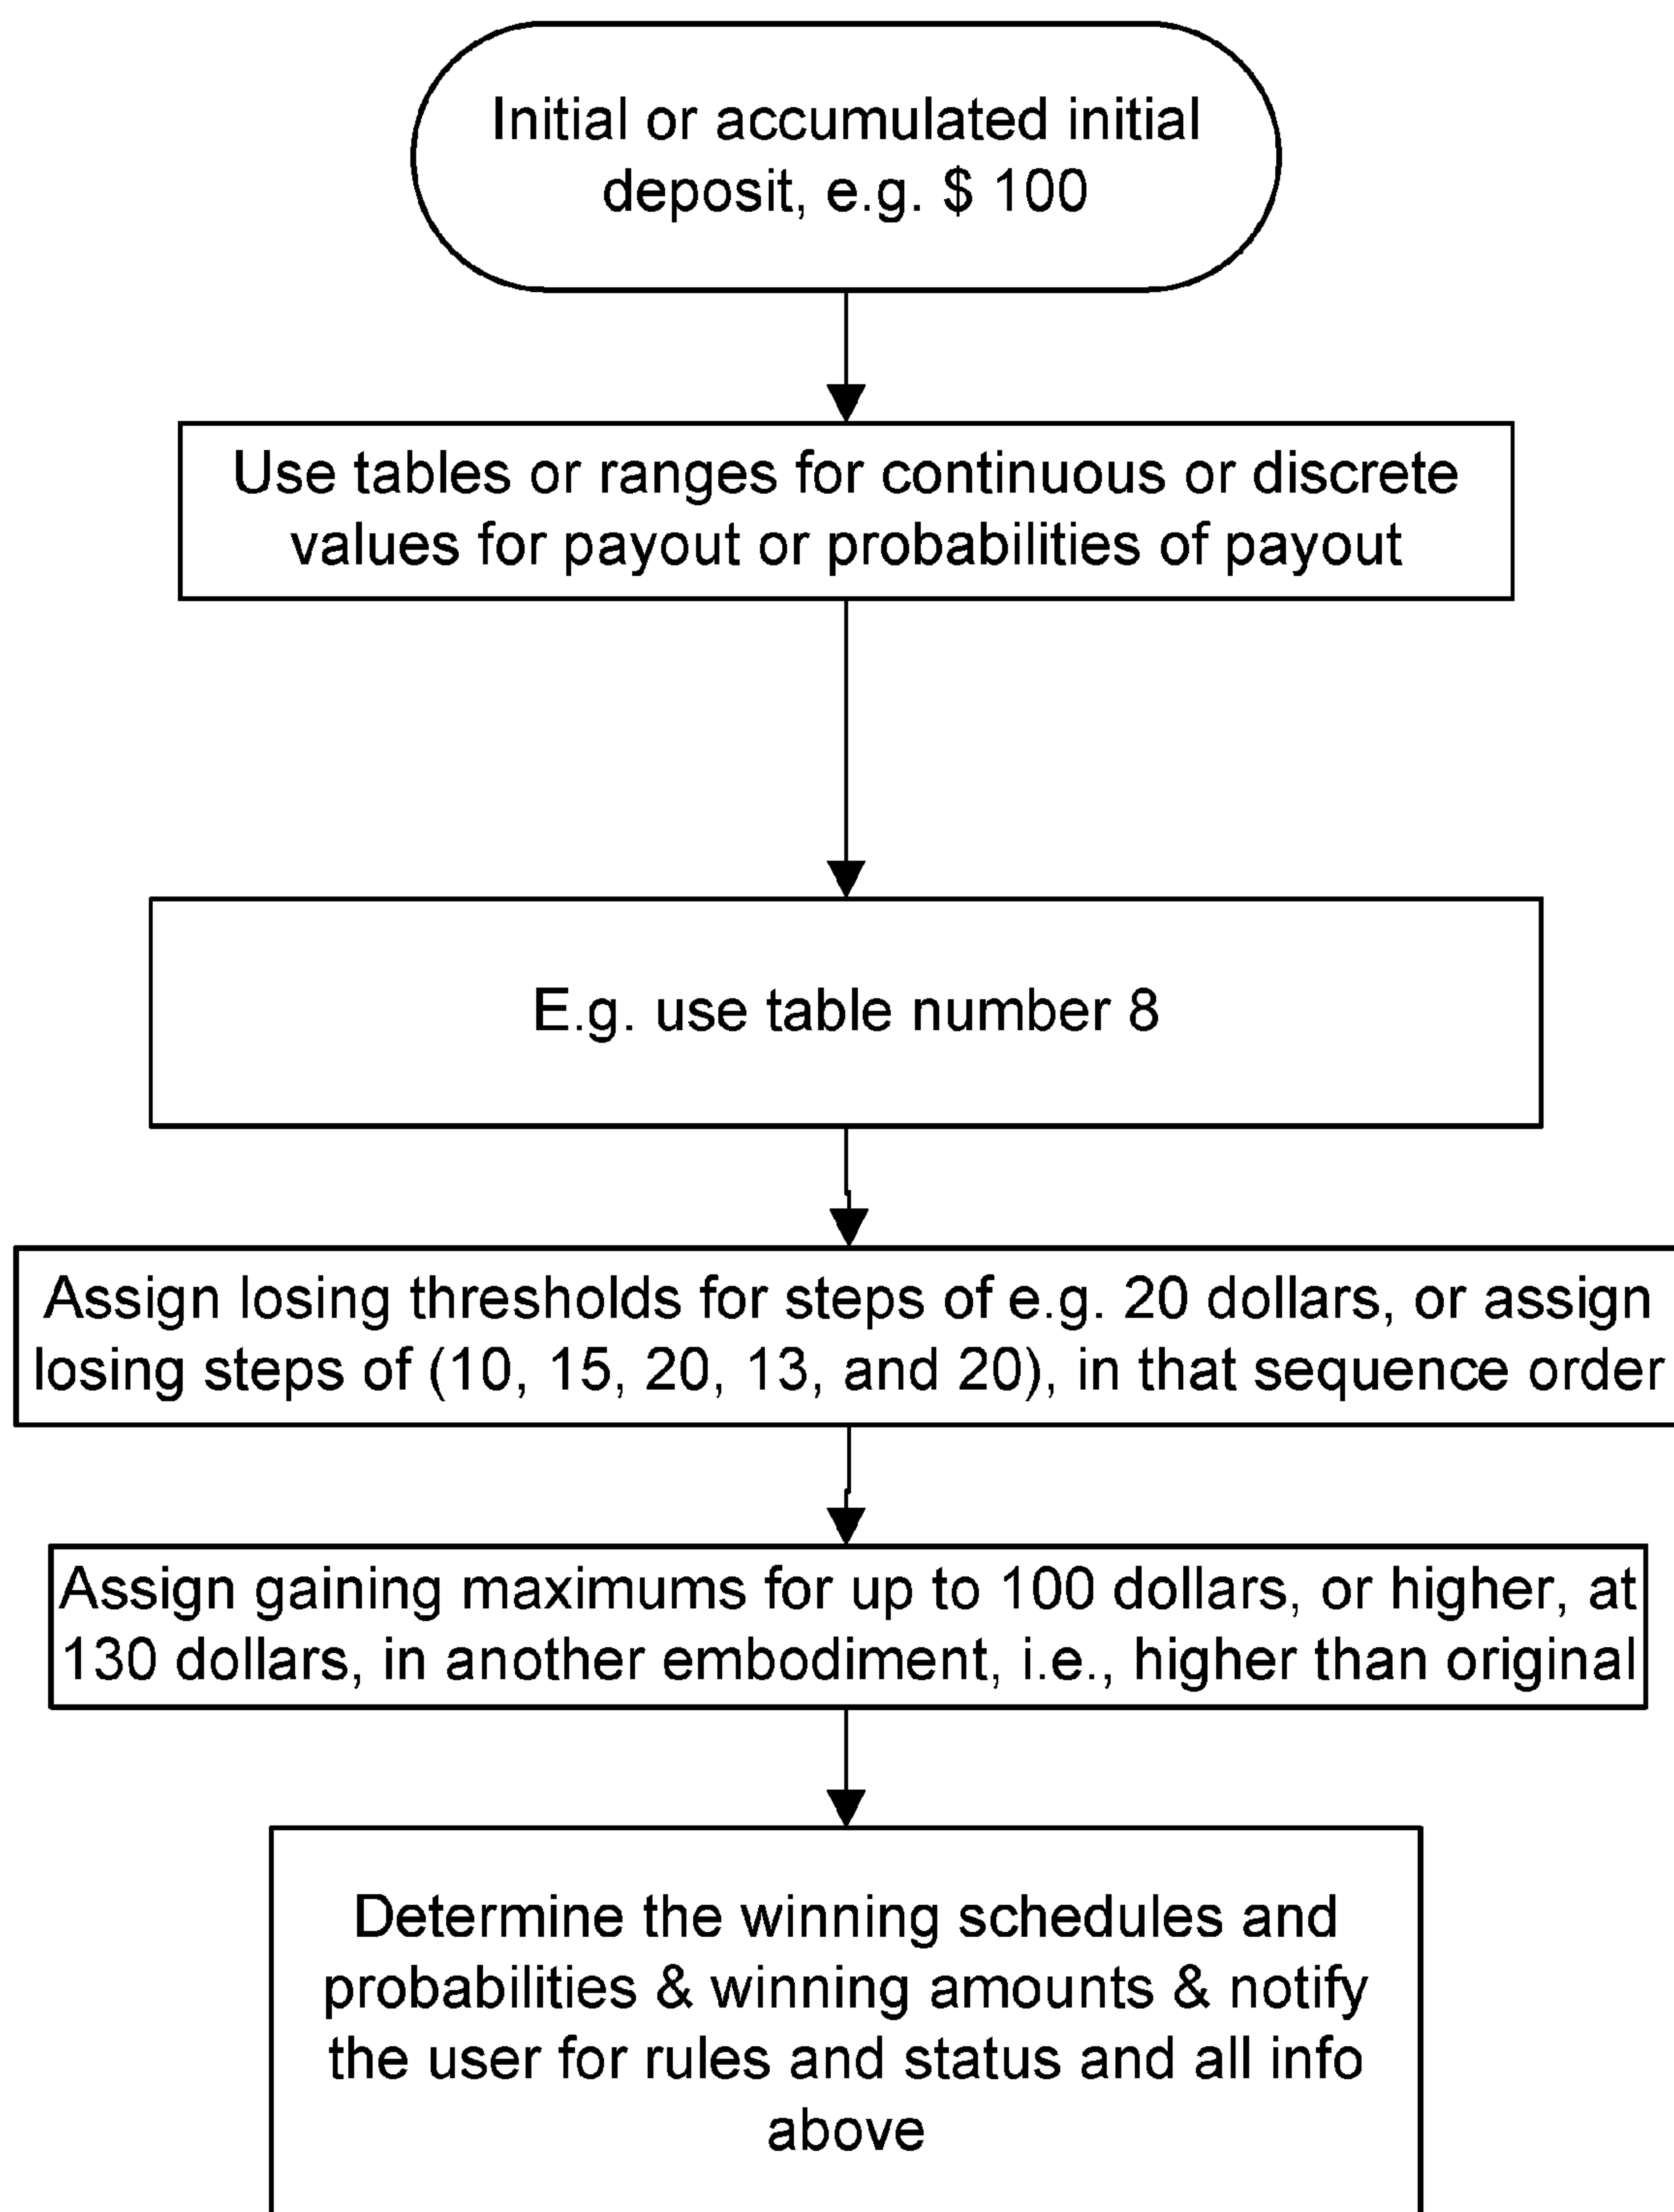 Initial or accumulated initial
deposit, e.g. $ 100
Use tables or ranges for continuous or discrete
values for payout or probabilities of payout
E.g. use table number 8
Assign losing thresholds for steps of e.g. 20 dollars, or assign
losing steps of (10, 15, 20, 13, and 20), in that sequence order
Assign gaining maximums for up to 100 dollars, or higher, at
130 dollars, in another embodiment, i.e., higher than original
Determine the winning schedules and
probabilities & winning amounts & notify
the user for rules and status and all info
above